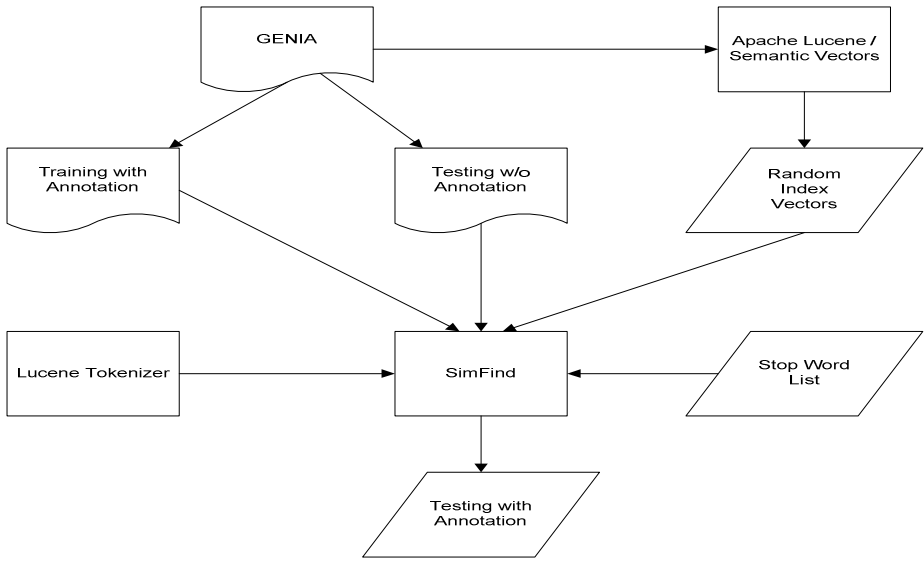 GENIA
Apache Lucene /
Semantic Vectors
Training with
Annotation
Testing w/o
Annotation
Random
Index
Vectors
Lucene Tokenizer
SimFind
Stop Word
List
Testing with
Annotation